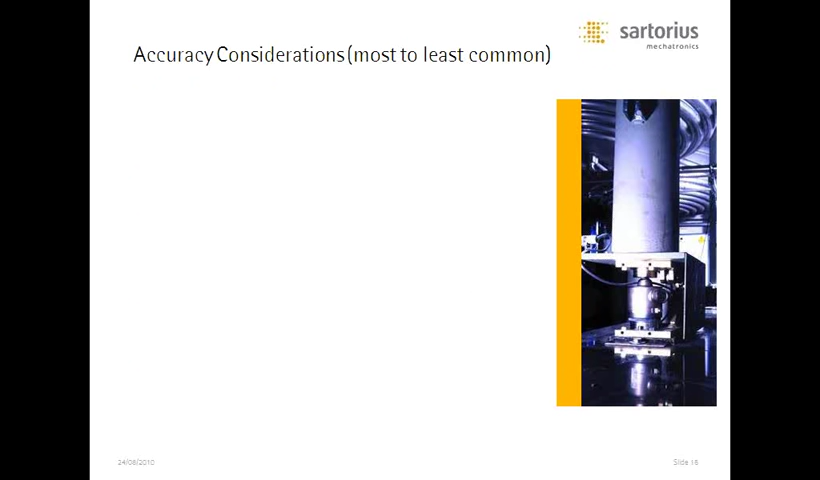 sartorius
mechatronics
Accuracy Considerations (most to least common)
24/08/2010
Slide 16